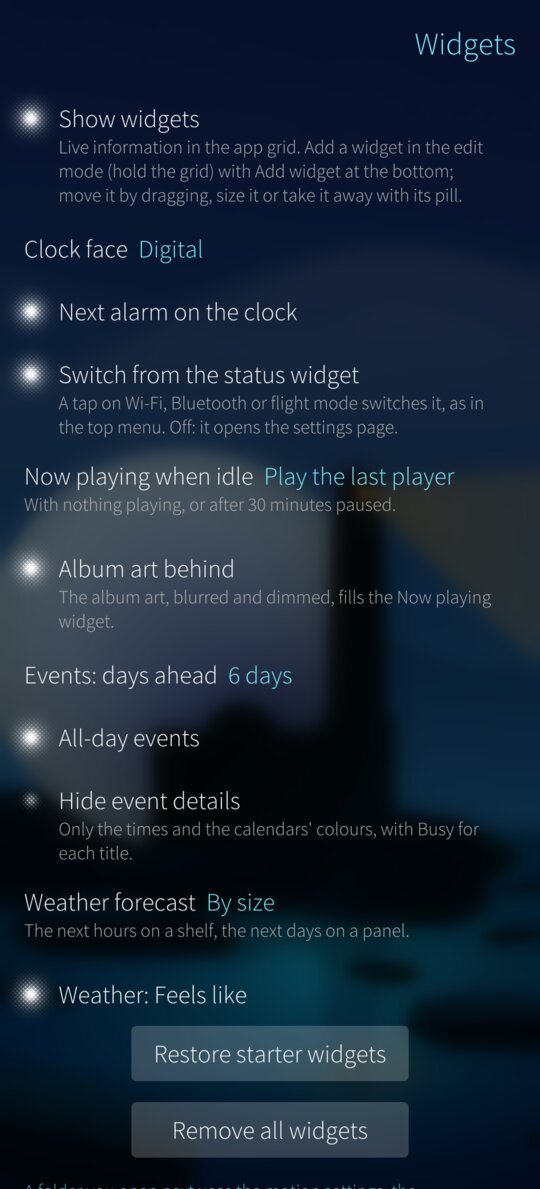 Widgets
Show widgets
Live information in the app grid. Add a widget in the edit
mode (hold the grid) with Add widget at the bottom;
move it by dragging, size it or take it away with its pill.
Clock face Digital
Next alarm on the clock
Switch from the status widget
A tap on Wi-Fi, Bluetooth or flight mode switches it, as in
the top menu. Off: it opens the settings page.
Now playing when idle Play the last player
With nothing playing, or after 30 minutes paused.
Album art behind
The album art, blurred and dimmed, fills the Now playing
widget.
Events: days ahead 6 days
All-day events
Hide event details
Only the times and the calendars' colours, with Busy for
each title.
Weather forecast By size
The next hours on a shelf, the next days on a panel.
Weather: Feels like
Restore starter widgets
Remove all widgets